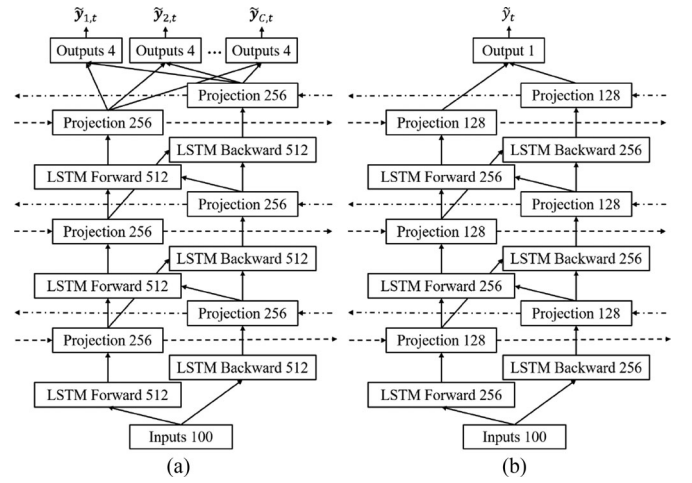 ỹ1,t ỹ2,t ỹC,t
Outputs 4 Outputs 4 ... Outputs 4
Projection 256
Projection 256
LSTM Backward 512
LSTM Forward 512
Projection 256
Projection 256
LSTM Backward 512
LSTM Forward 512
Projection 256
Projection 256
LSTM Backward 512
LSTM Forward 512
Inputs 100
(a)
ỹt
Output 1
Projection 128
Projection 128
LSTM Backward 256
LSTM Forward 256
Projection 128
Projection 128
LSTM Backward 256
LSTM Forward 256
Projection 128
Projection 128
LSTM Backward 256
LSTM Forward 256
Inputs 100
(b)